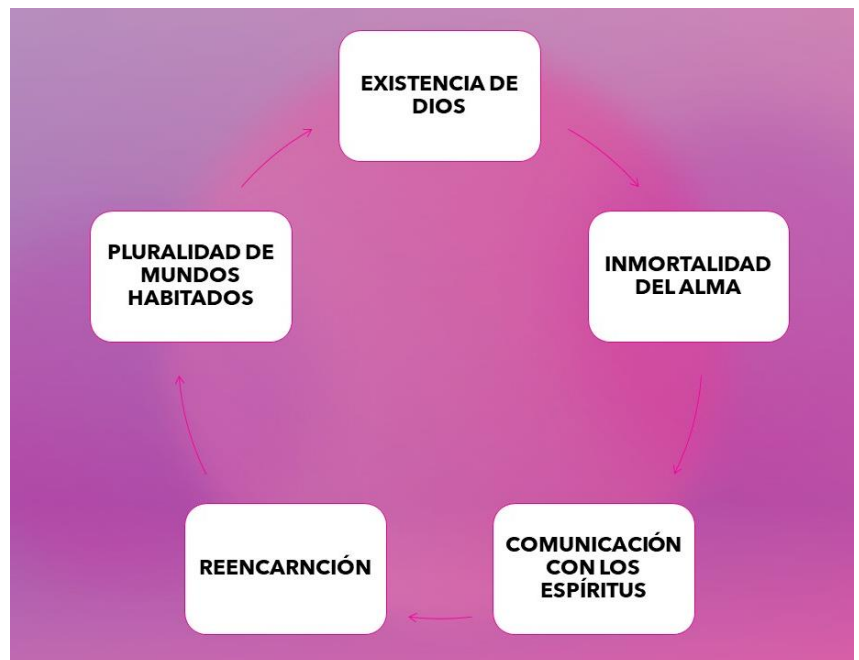 EXISTENCIA DE
DIOS
INMORTALIDAD
DEL ALMA
COMUNICACIÓN
CON LOS
ESPÍRITUS
REENCARNCIÓN
PLURALIDAD DE
MUNDOS
HABITADOS